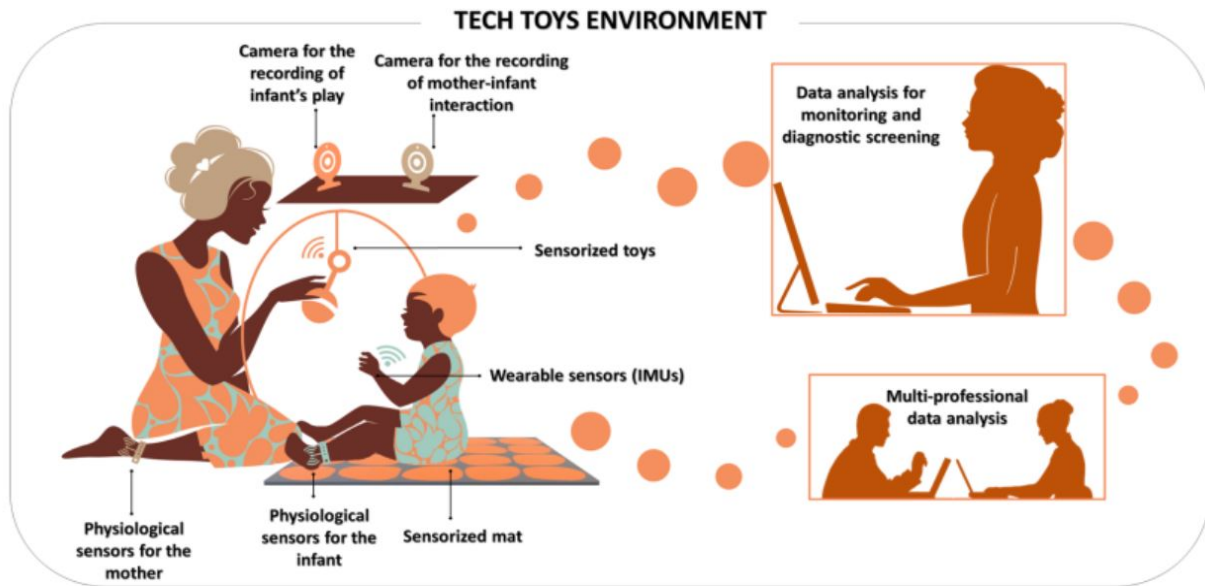 TECH TOYS ENVIRONMENT
Camera for the
recording of
infant's play
Camera for the recording
of mother-infant
interaction
Data analysis for
monitoring and
diagnostic screening
Sensorized toys
Wearable sensors (IMUs)
Multi-professional
data analysis
Physiological
sensors for the
mother
Physiological
sensors for the
infant
Sensorized mat